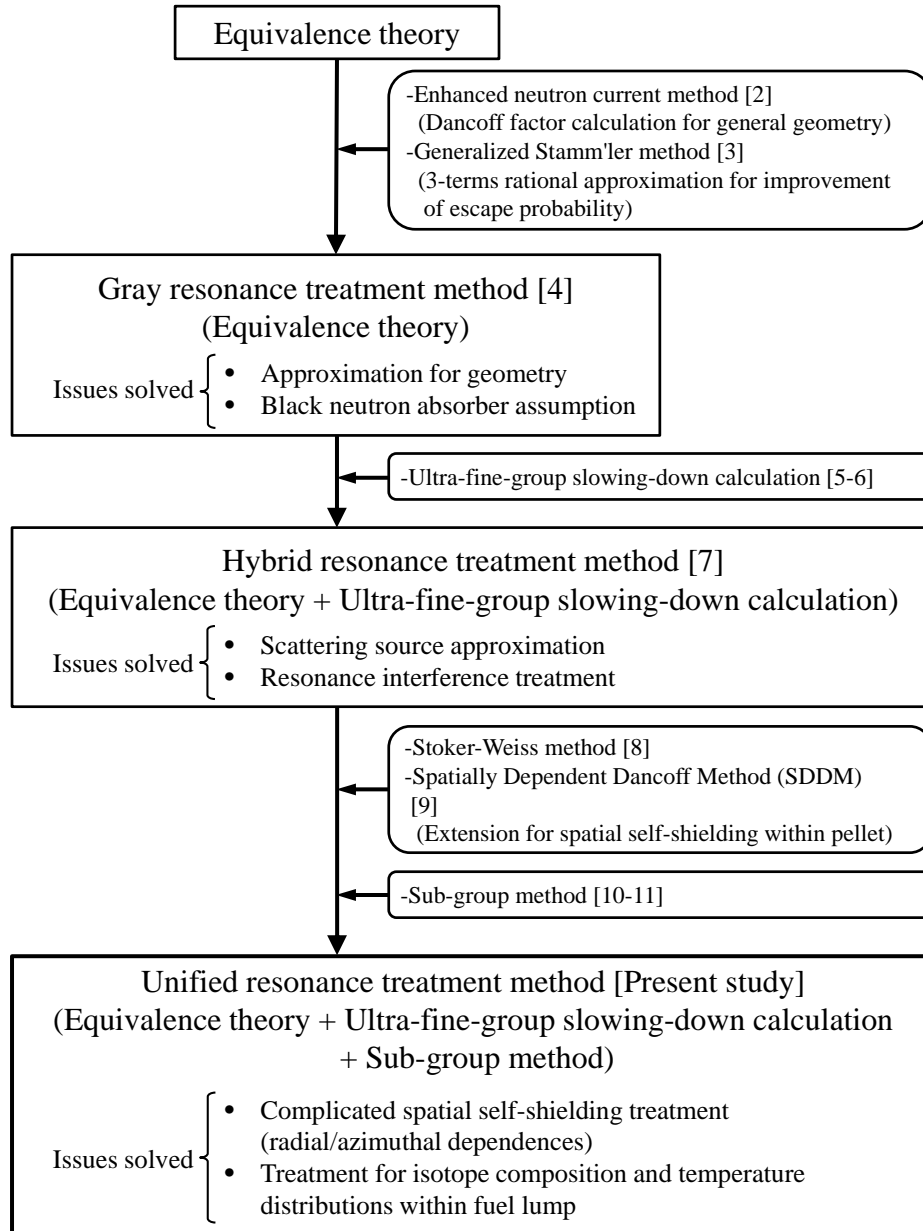 Equivalence theory
-Enhanced neutron current method [2]
(Dancoff factor calculation for general geometry)
-Generalized Stamm'ler method [3]
(3-terms rational approximation for improvement
of escape probability)
Gray resonance treatment method [4]
(Equivalence theory)
Issues solved
• Approximation for geometry
• Black neutron absorber assumption
-Ultra-fine-group slowing-down calculation [5-6]
Hybrid resonance treatment method [7]
(Equivalence theory + Ultra-fine-group slowing-down calculation)
Issues solved
• Scattering source approximation
• Resonance interference treatment
-Stoker-Weiss method [8]
-Spatially Dependent Dancoff Method (SDDM)
[9]
(Extension for spatial self-shielding within pellet)
-Sub-group method [10-11]
Unified resonance treatment method [Present study]
(Equivalence theory + Ultra-fine-group slowing-down calculation
+ Sub-group method)
Issues solved
• Complicated spatial self-shielding treatment
(radial/azimuthal dependences)
• Treatment for isotope composition and temperature
distributions within fuel lump